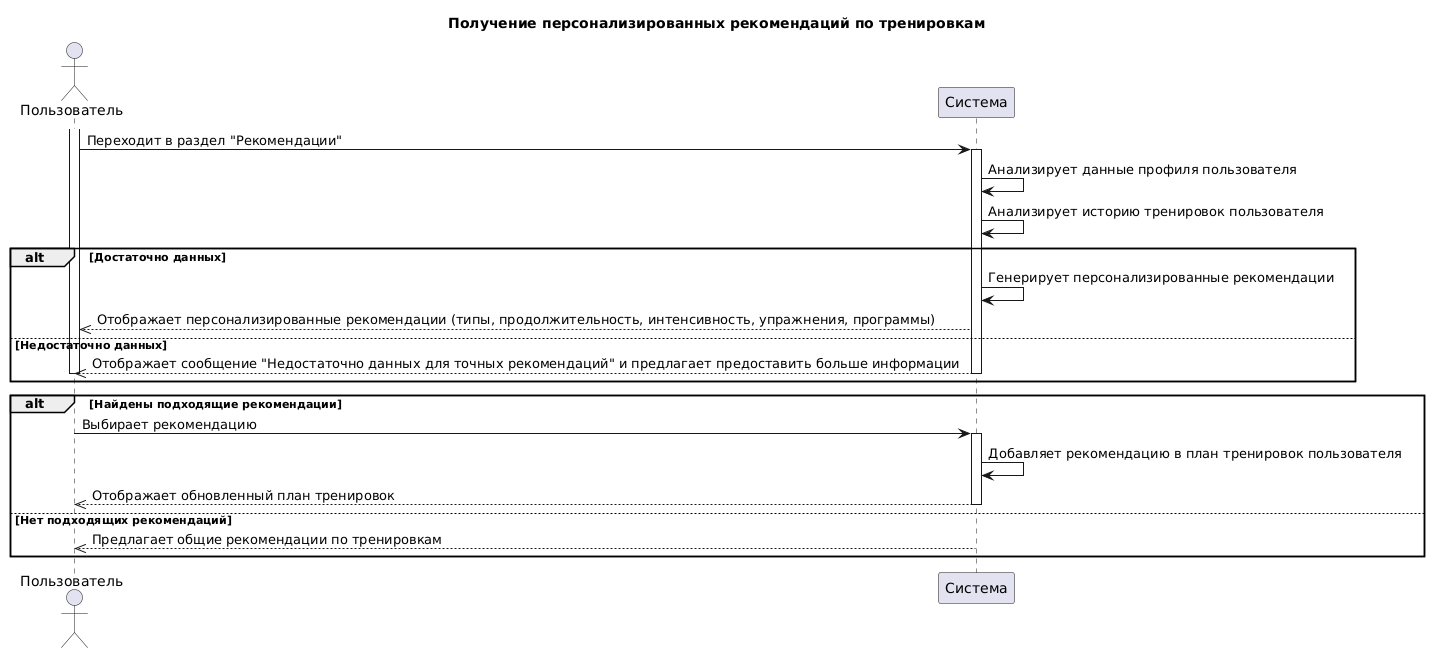 Получение персонализированных рекомендаций по тренировкам
Пользователь
Система
Переходит в раздел "Рекомендации"
Анализирует данные профиля пользователя
Анализирует историю тренировок пользователя
alt
[Достаточно данных]
Генерирует персонализированные рекомендации
Отображает персонализированные рекомендации (типы, продолжительность, интенсивность, упражнения, программы)
[Недостаточно данных]
Отображает сообщение "Недостаточно данных для точных рекомендаций" и предлагает предоставить больше информации
alt
[Найдены подходящие рекомендации]
Выбирает рекомендацию
Добавляет рекомендацию в план тренировок пользователя
Отображает обновленный план тренировок
[Нет подходящих рекомендаций]
Предлагает общие рекомендации по тренировкам
Пользователь
Система